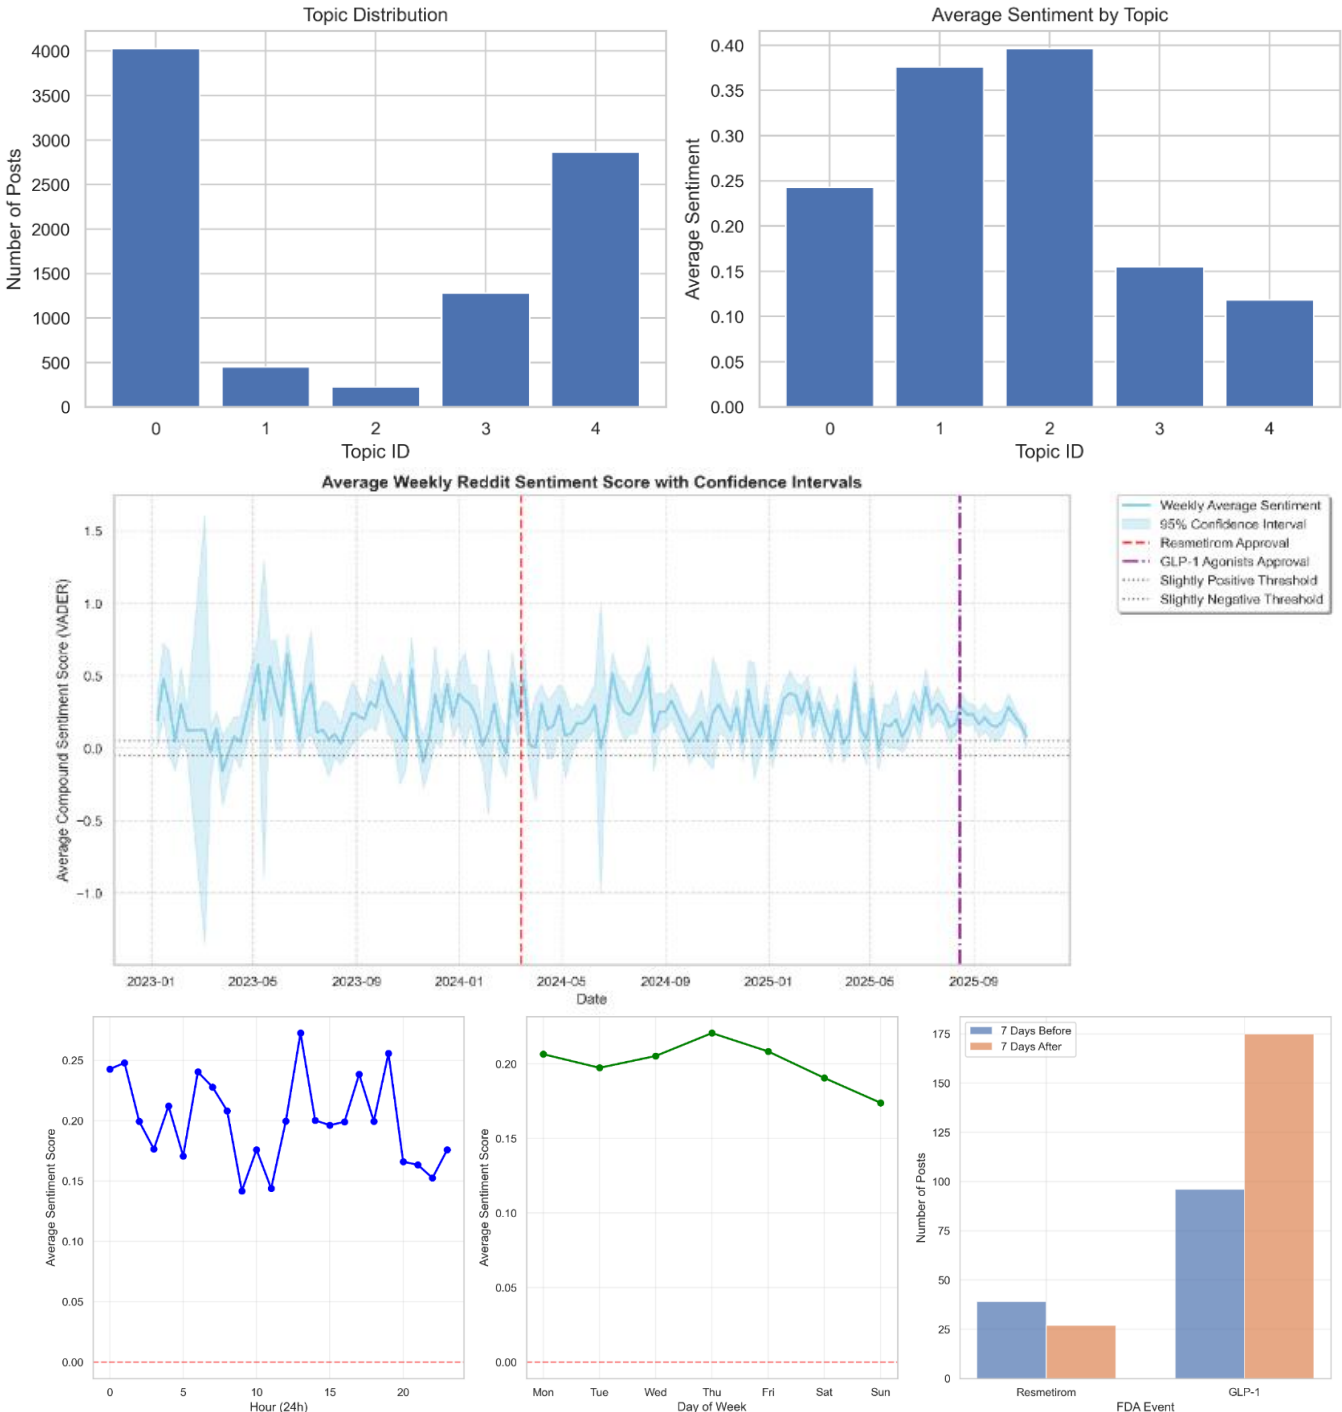 Topic Distribution
Number of Posts
4000
3500
3000
2500
2000
1500
1000
500
0
0 1 2 3 4
Topic ID
Average Sentiment by Topic
Average Sentiment
0.40
0.35
0.30
0.25
0.20
0.15
0.10
0.05
0.00
0 1 2 3 4
Topic ID
Average Weekly Reddit Sentiment Score with Confidence Intervals
Average Compound Sentiment Score (VADER)
1.5
1.0
0.5
0.0
−0.5
−1.0
2023-01 2023-05 2023-09 2024-01 2024-05 2024-09 2025-01 2025-05 2025-09
Date
Weekly Average Sentiment
95% Confidence Interval
Resmetirom Approval
GLP-1 Agonists Approval
Slightly Positive Threshold
Slightly Negative Threshold
Average Sentiment Score
0.25
0.20
0.15
0.10
0.05
0.00
0 5 10 15 20
Hour (24h)
Average Sentiment Score
0.20
0.15
0.10
0.05
0.00
Mon Tue Wed Thu Fri Sat Sun
Day of Week
Number of Posts
175
150
125
100
75
50
25
0
7 Days Before
7 Days After
Resmetirom GLP-1
FDA Event